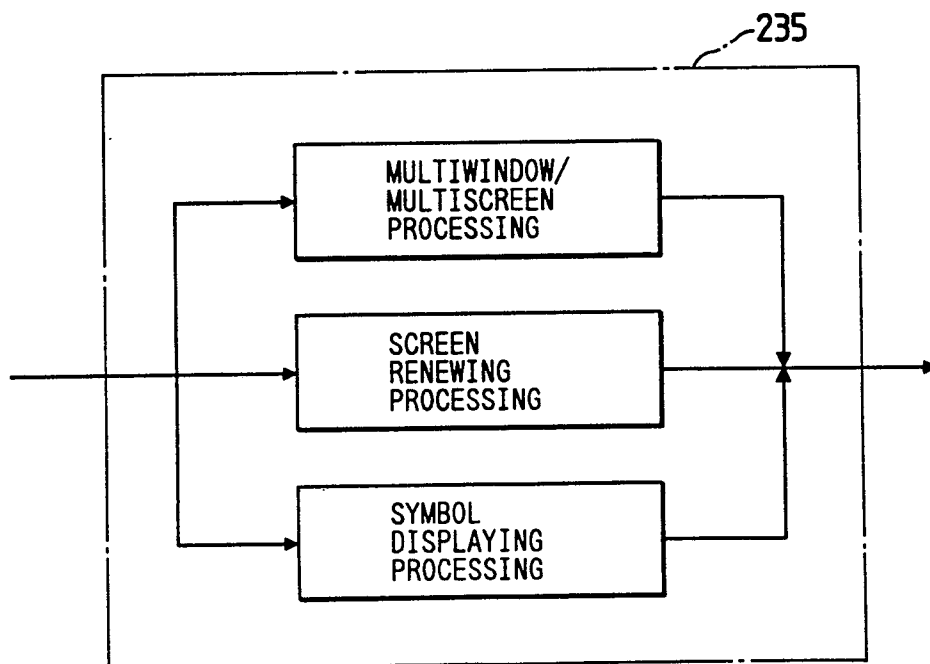 235
MULTIWINDOW/
MULTISCREEN
PROCESSING
SCREEN
RENEWING
PROCESSING
SYMBOL
DISPLAYING
PROCESSING